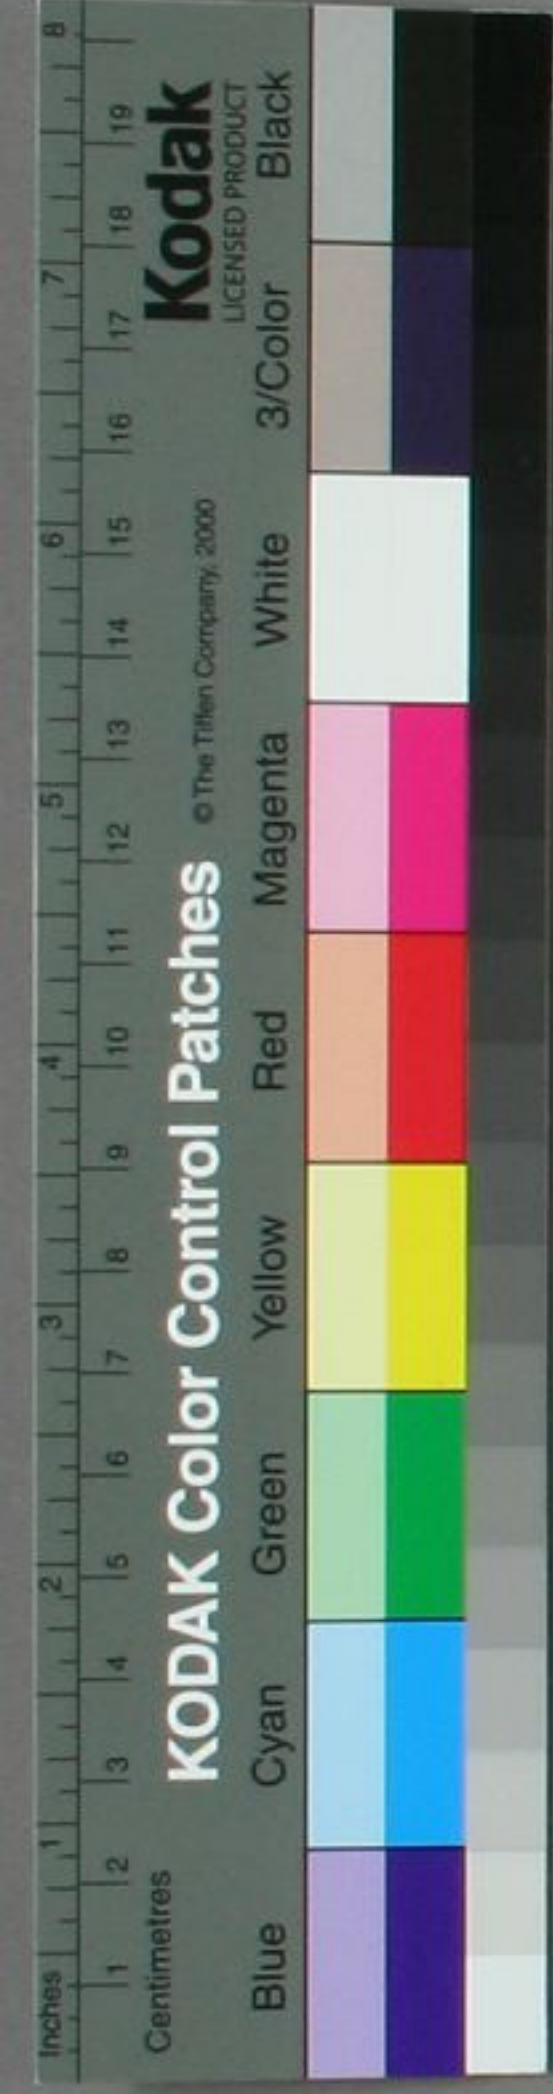 Inches 1 2 3 4 5 6 7 8
1 2 3 4 5 6 7 8 9 10 11 12 13 14 15 16 17 18 19
Centimetres
KODAK Color Control Patches
© The Tiffen Company, 2000
Kodak
LICENSED PRODUCT
Blue Cyan Green Yellow Red Magenta White 3/Color Black